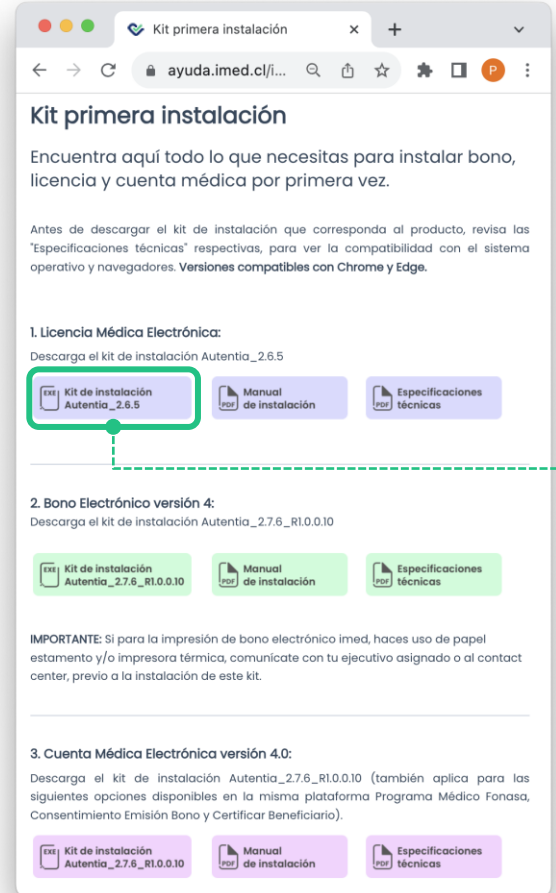 Kit primera instalación
ayuda.imed.cl/i...
P
Kit primera instalación
Encuentra aquí todo lo que necesitas para instalar bono,
licencia y cuenta médica por primera vez.
Antes de descargar el kit de instalación que corresponda al producto, revisa las
"Especificaciones técnicas" respectivas, para ver la compatibilidad con el sistema
operativo y navegadores. Versiones compatibles con Chrome y Edge.
1. Licencia Médica Electrónica:
Descarga el kit de instalación Autentia_2.6.5
EXE Kit de instalación
Autentia_2.6.5
PDF Manual
de instalación
PDF Especificaciones
técnicas
2. Bono Electrónico versión 4:
Descarga el kit de instalación Autentia_2.7.6_R1.0.0.10
EXE Kit de instalación
Autentia_2.7.6_R1.0.0.10
PDF Manual
de instalación
PDF Especificaciones
técnicas
IMPORTANTE: Si para la impresión de bono electrónico imed, haces uso de papel
estamento y/o impresora térmica, comunícate con tu ejecutivo asignado o al contact
center, previo a la instalación de este kit.
3. Cuenta Médica Electrónica versión 4.0:
Descarga el kit de instalación Autentia_2.7.6_R1.0.0.10 (también aplica para las
siguientes opciones disponibles en la misma plataforma Programa Médico Fonasa,
Consentimiento Emisión Bono y Certificar Beneficiario).
EXE Kit de instalación
Autentia_2.7.6_R1.0.0.10
PDF Manual
de instalación
PDF Especificaciones
técnicas